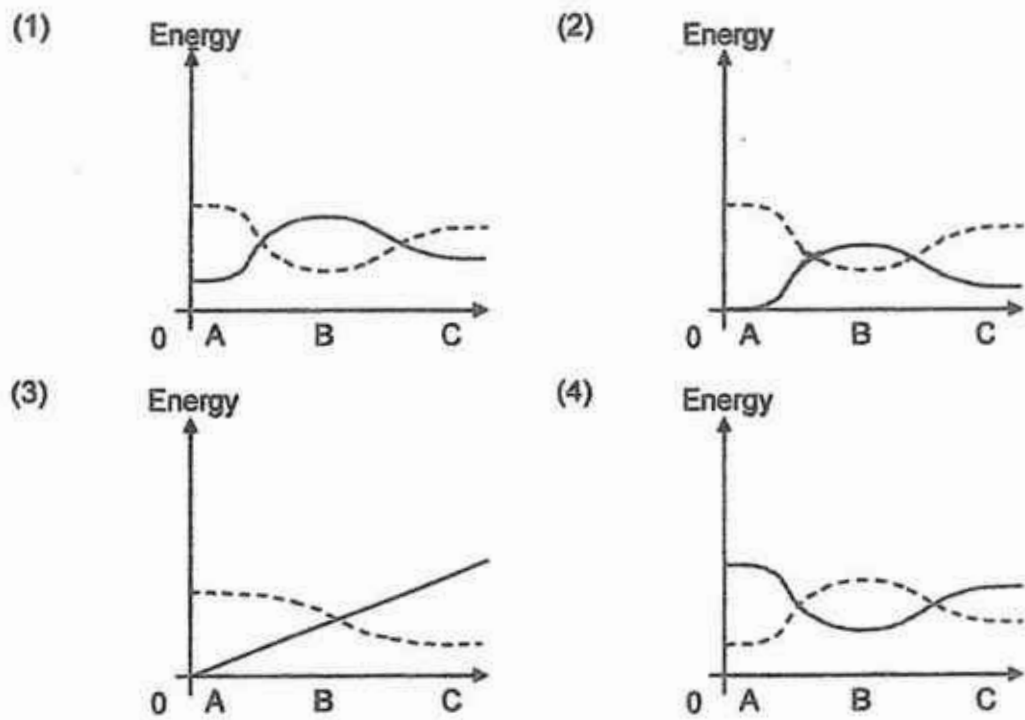 (1)
Energy
0 A B C
(2)
Energy
0 A B C
(3)
Energy
0 A B C
(4)
Energy
0 A B C